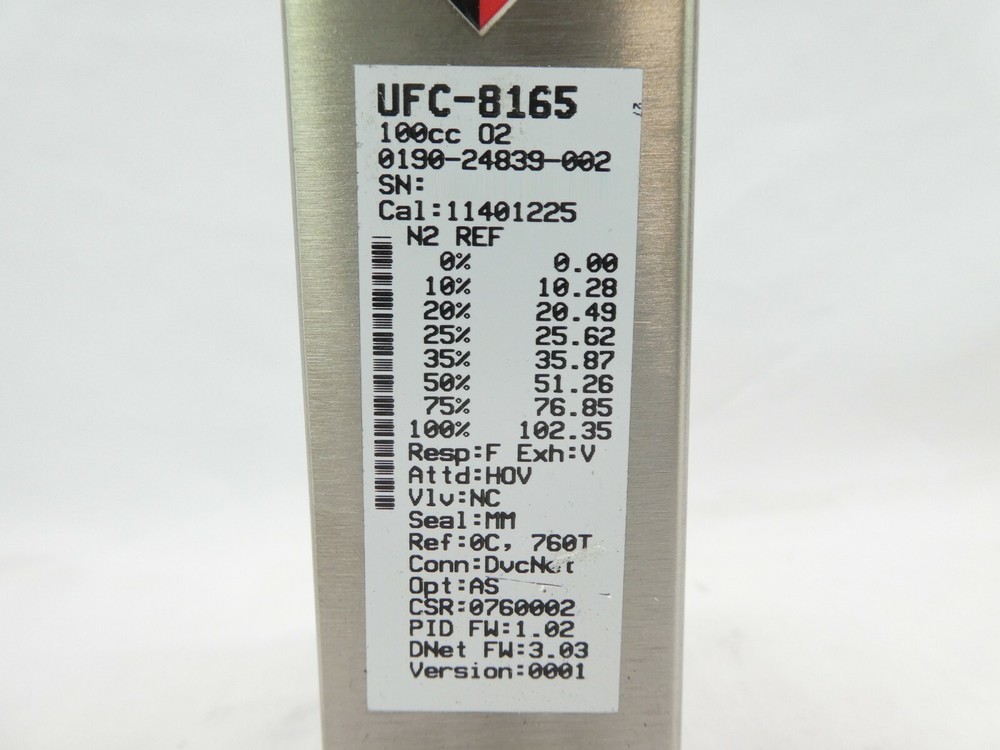 UFC-8165
100cc O2
0190-24839-002
SN:
Cal:11401225
N2 REF
0% 0.00
10% 10.28
20% 20.49
25% 25.62
35% 35.87
50% 51.26
75% 76.85
100% 102.35
Resp:F Exh:V
Attd:HOV
Vlv:NC
Seal:MM
Ref:0C, 760T
Conn:DvcNet
Opt:AS
CSR:0760002
PID FW:1.02
DNet FW:3.03
Version:0001